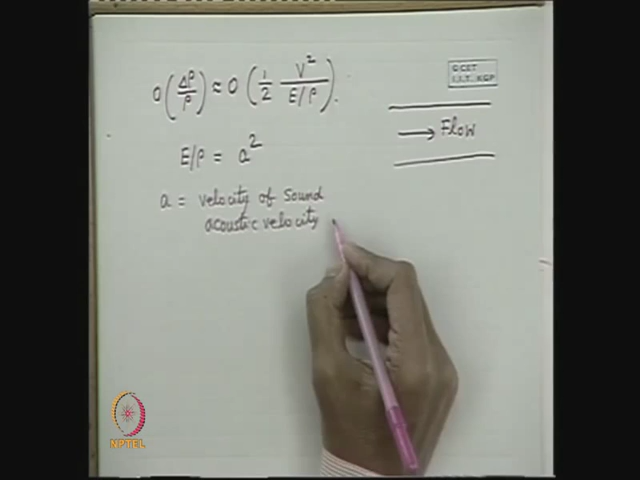 O(Δρ/ρ) ≈ O(1/2 V²/E/ρ).
E/ρ = a²
a = velocity of sound
acoustic velocity
© CET
I.I.T. KGP
→ Flow
NPTEL